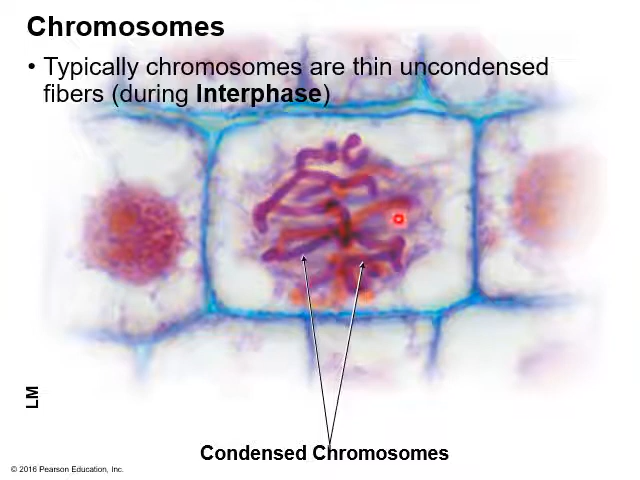 Chromosomes
• Typically chromosomes are thin uncondensed
fibers (during Interphase)
LM
Condensed Chromosomes
© 2016 Pearson Education, Inc.